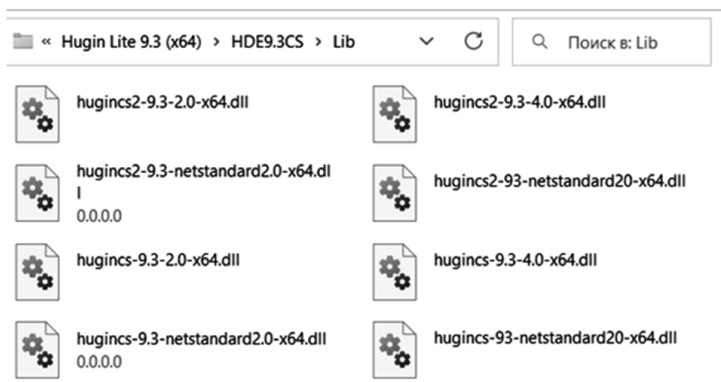 « Hugin Lite 9.3 (x64) > HDE9.3CS > Lib
Поиск в: Lib
hugincs2-9.3-2.0-x64.dll
hugincs2-9.3-4.0-x64.dll
hugincs2-9.3-netstandard2.0-x64.dl
l
0.0.0.0
hugincs2-93-netstandard20-x64.dll
hugincs-9.3-2.0-x64.dll
hugincs-9.3-4.0-x64.dll
hugincs-9.3-netstandard2.0-x64.dll
0.0.0.0
hugincs-93-netstandard20-x64.dll